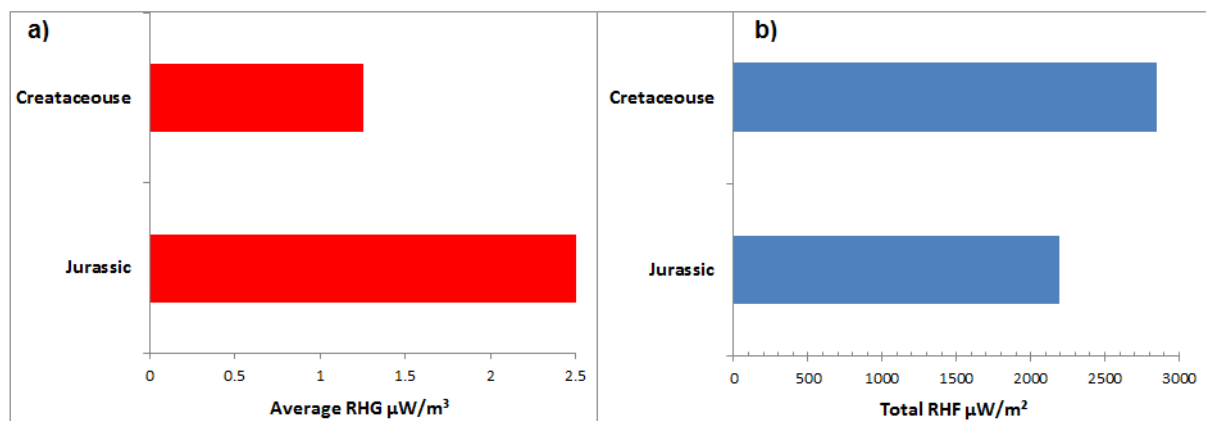 a)
Creataceouse
Jurassic
0 0.5 1 1.5 2 2.5
Average RHG µW/m³
b)
Cretaceouse
Jurassic
0 500 1000 1500 2000 2500 3000
Total RHF µW/m²